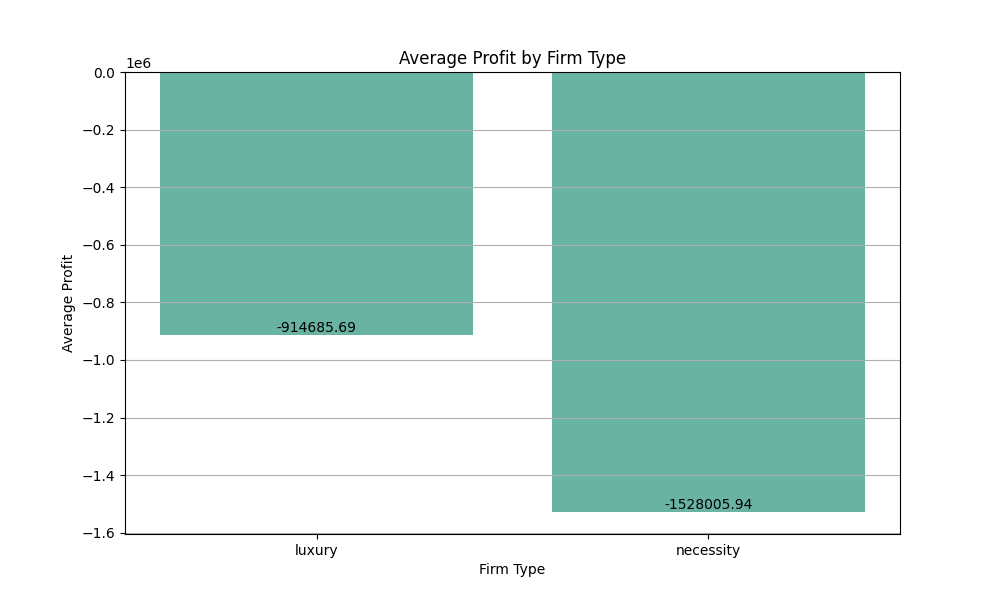 Average Profit by Firm Type
1e6
0.0
−0.2
−0.4
−0.6
−0.8
−1.0
−1.2
−1.4
−1.6
Average Profit
-914685.69
-1528005.94
luxury
necessity
Firm Type